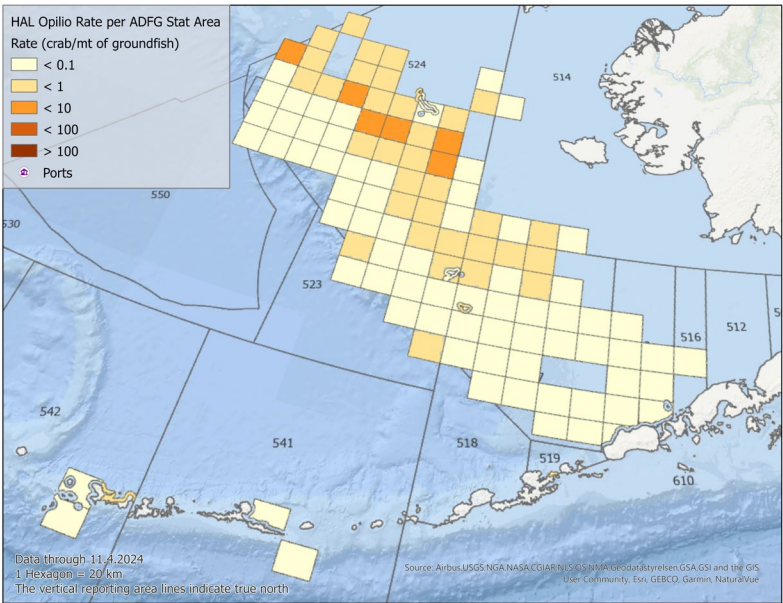 HAL Opilio Rate per ADFG Stat Area
Rate (crab/mt of groundfish)
< 0.1
< 1
< 10
< 100
> 100
Ports
524
514
550
530
523
516
512
5
542
541
518
519
610
Data through 11.4.2024
1 Hexagon = 20 km
The vertical reporting area lines indicate true north
Source: Airbus,USGS,NGA,NASA,CGIAR,NLS,OS,NMA,Geodatastyrelsen,GSA,GSI and the GIS
User Community, Esri, GEBCO, Garmin, NaturalVue